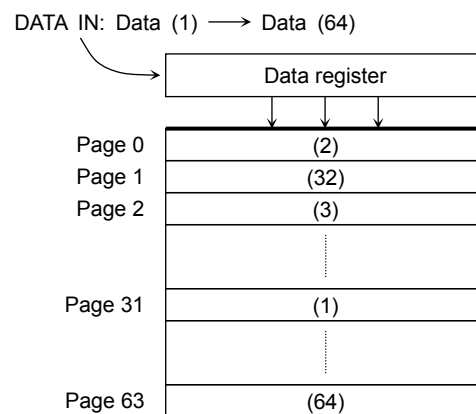 DATA IN: Data (1) → Data (64)
Data register
Page 0 (2)
Page 1 (32)
Page 2 (3)
Page 31 (1)
Page 63 (64)